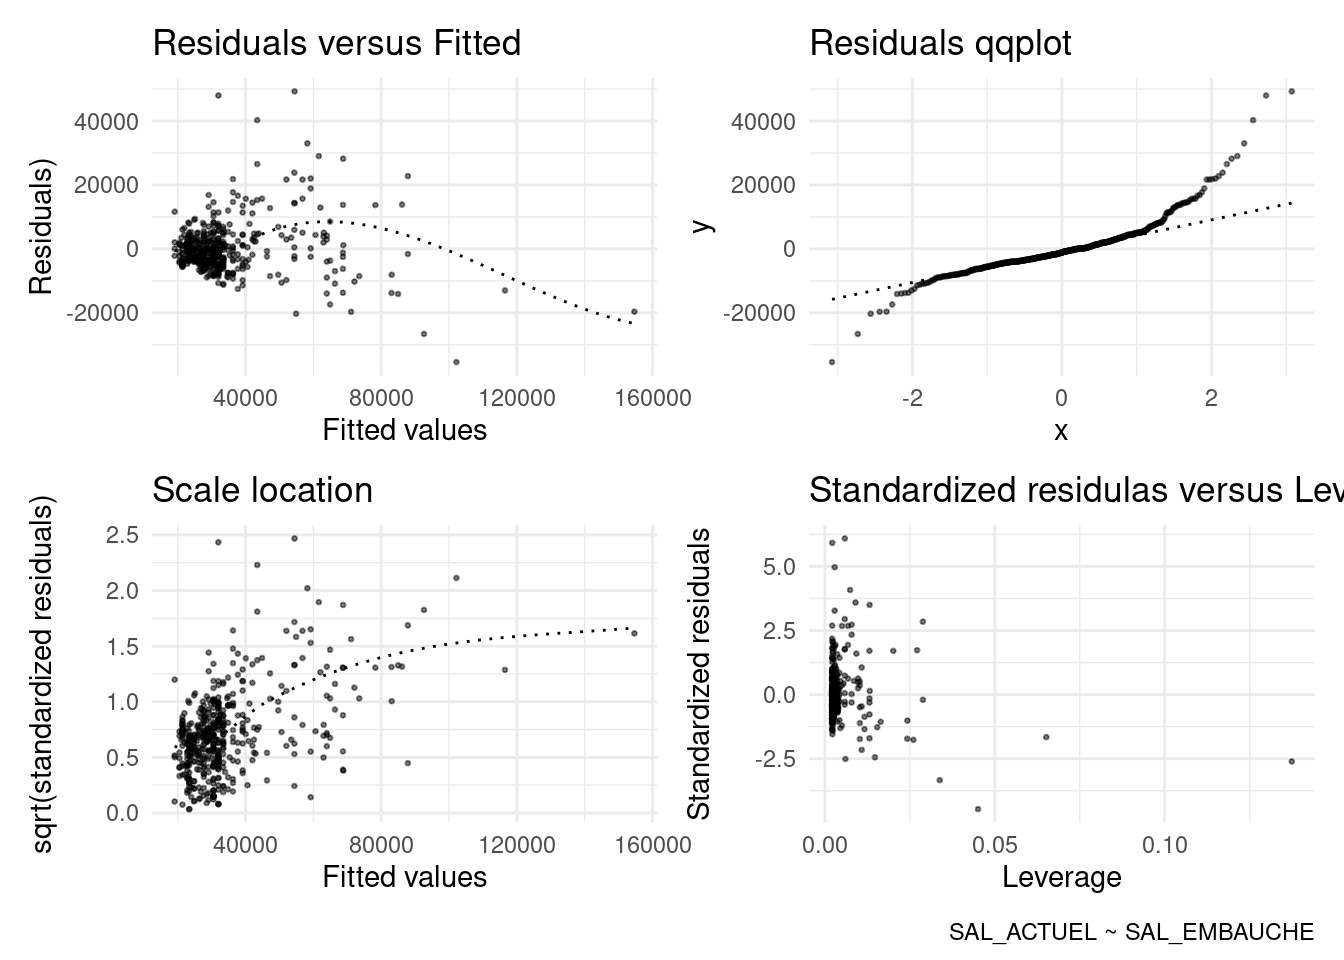 Residuals versus Fitted
Residuals)
40000
20000
0
-20000
40000
80000
120000
160000
Fitted values
Residuals qqplot
y
40000
20000
0
-20000
-2
0
2
x
Scale location
sqrt(standardized residuals)
2.5
2.0
1.5
1.0
0.5
0.0
40000
80000
120000
160000
Fitted values
Standardized residulas versus Lev
Standardized residuals
5.0
2.5
0.0
-2.5
0.00
0.05
0.10
Leverage
SAL_ACTUEL ~ SAL_EMBAUCHE